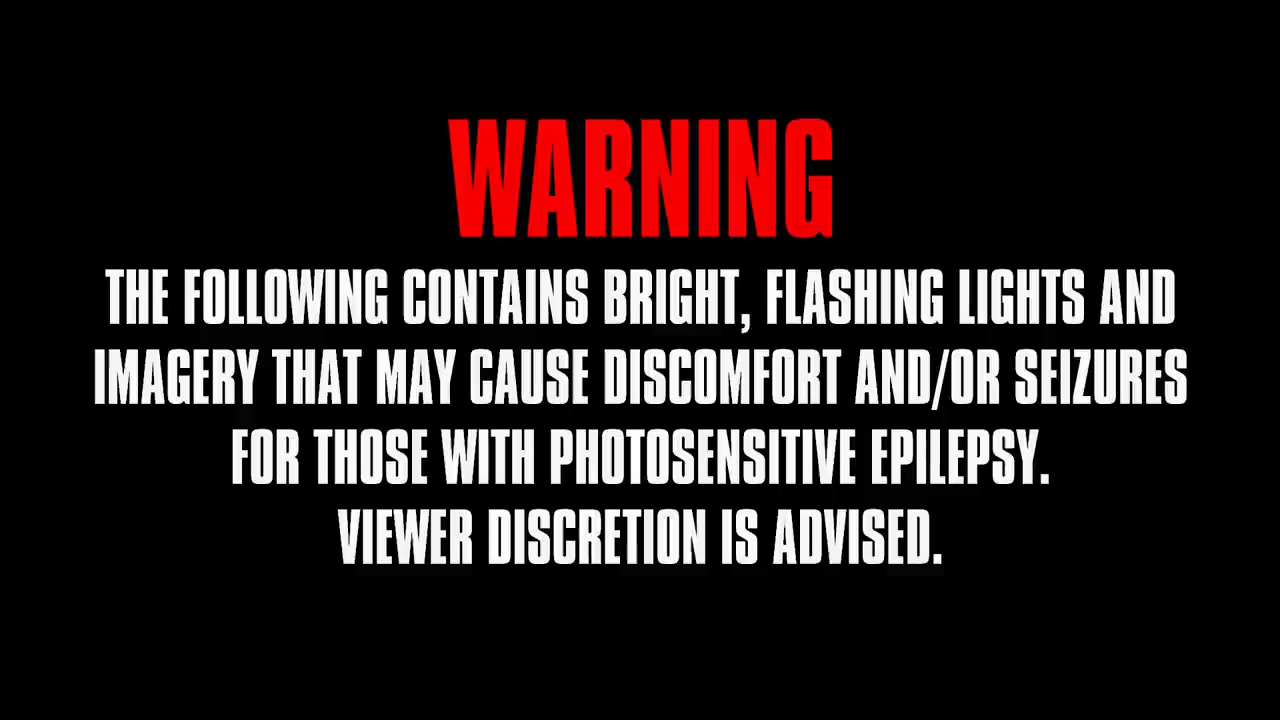 WARNING
THE FOLLOWING CONTAINS BRIGHT, FLASHING LIGHTS AND
IMAGERY THAT MAY CAUSE DISCOMFORT AND/OR SEIZURES
FOR THOSE WITH PHOTOSENSITIVE EPILEPSY.
VIEWER DISCRETION IS ADVISED.